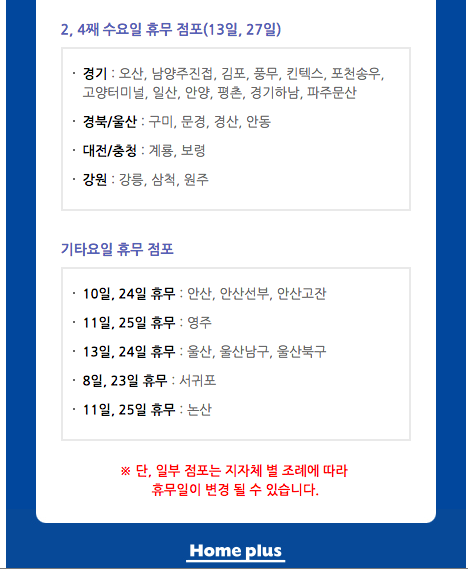 2, 4째 수요일 휴무 점포(13일, 27일)
· 경기 : 오산, 남양주진접, 김포, 풍무, 킨텍스, 포천송우,
고양터미널, 일산, 안양, 평촌, 경기하남, 파주문산
· 경북/울산 : 구미, 문경, 경산, 안동
· 대전/충청 : 계룡, 보령
· 강원 : 강릉, 삼척, 원주
기타요일 휴무 점포
· 10일, 24일 휴무 : 안산, 안산선부, 안산고잔
· 11일, 25일 휴무 : 영주
· 13일, 24일 휴무 : 울산, 울산남구, 울산북구
· 8일, 23일 휴무 : 서귀포
· 11일, 25일 휴무 : 논산
※ 단, 일부 점포는 지자체 별 조례에 따라
휴무일이 변경 될 수 있습니다.
Home plus